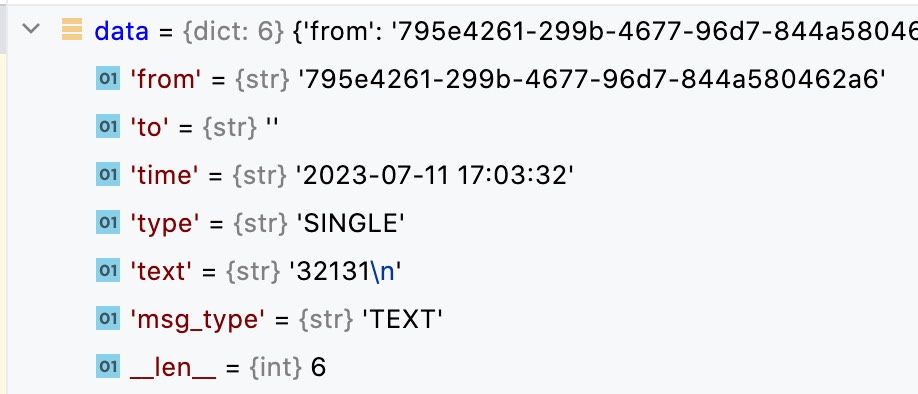 data = {dict: 6} {'from': '795e4261-299b-4677-96d7-844a58046
01 'from' = {str} '795e4261-299b-4677-96d7-844a580462a6'
01 'to' = {str} ''
01 'time' = {str} '2023-07-11 17:03:32'
01 'type' = {str} 'SINGLE'
01 'text' = {str} '32131\n'
01 'msg_type' = {str} 'TEXT'
01 __len__ = {int} 6